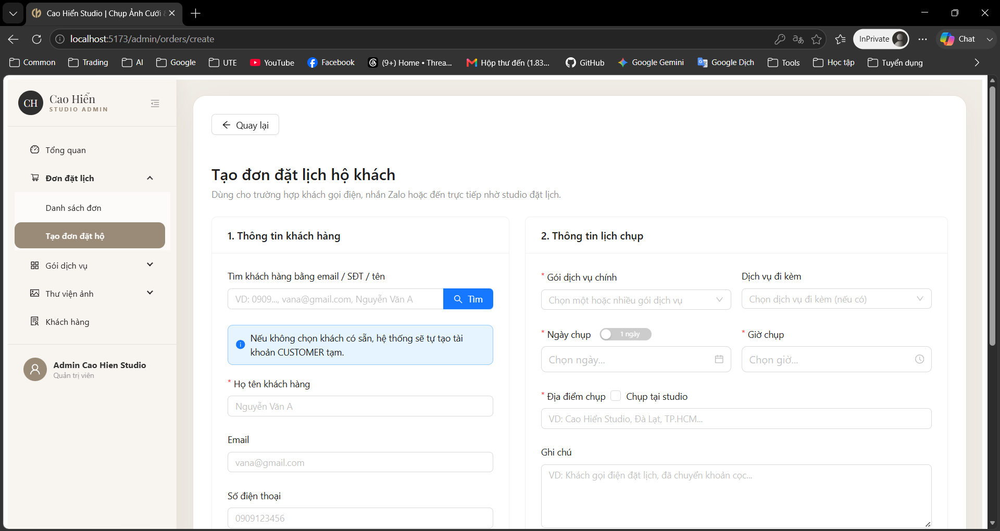 Cao Hiển Studio | Chụp Ảnh Cưới
localhost:5173/admin/orders/create
InPrivate
Chat
Common
Trading
AI
Google
UTE
YouTube
Facebook
(9+) Home • Threa...
Hộp thư đến (1.83...
GitHub
Google Gemini
Google Dịch
Tools
Học tập
Tuyển dụng
CH
Cao Hiển
STUDIO ADMIN
Tổng quan
Đơn đặt lịch
Danh sách đơn
Tạo đơn đặt hộ
Gói dịch vụ
Thư viện ảnh
Khách hàng
Admin Cao Hien Studio
Quản trị viên
Quay lại
Tạo đơn đặt lịch hộ khách
Dùng cho trường hợp khách gọi điện, nhắn Zalo hoặc đến trực tiếp nhờ studio đặt lịch.
1. Thông tin khách hàng
Tìm khách hàng bằng email / SĐT / tên
VD: 0909..., vana@gmail.com, Nguyễn Văn A
Tìm
Nếu không chọn khách có sẵn, hệ thống sẽ tự tạo tài
khoản CUSTOMER tạm.
* Họ tên khách hàng
Nguyễn Văn A
Email
vana@gmail.com
Số điện thoại
0909123456
2. Thông tin lịch chụp
* Gói dịch vụ chính
Chọn một hoặc nhiều gói dịch vụ
Dịch vụ đi kèm
Chọn dịch vụ đi kèm (nếu có)
* Ngày chụp
1 ngày
Chọn ngày...
* Giờ chụp
Chọn giờ...
* Địa điểm chụp
Chụp tại studio
VD: Cao Hiển Studio, Đà Lạt, TP.HCM...
Ghi chú
VD: Khách gọi điện đặt lịch, đã chuyển khoản cọc...